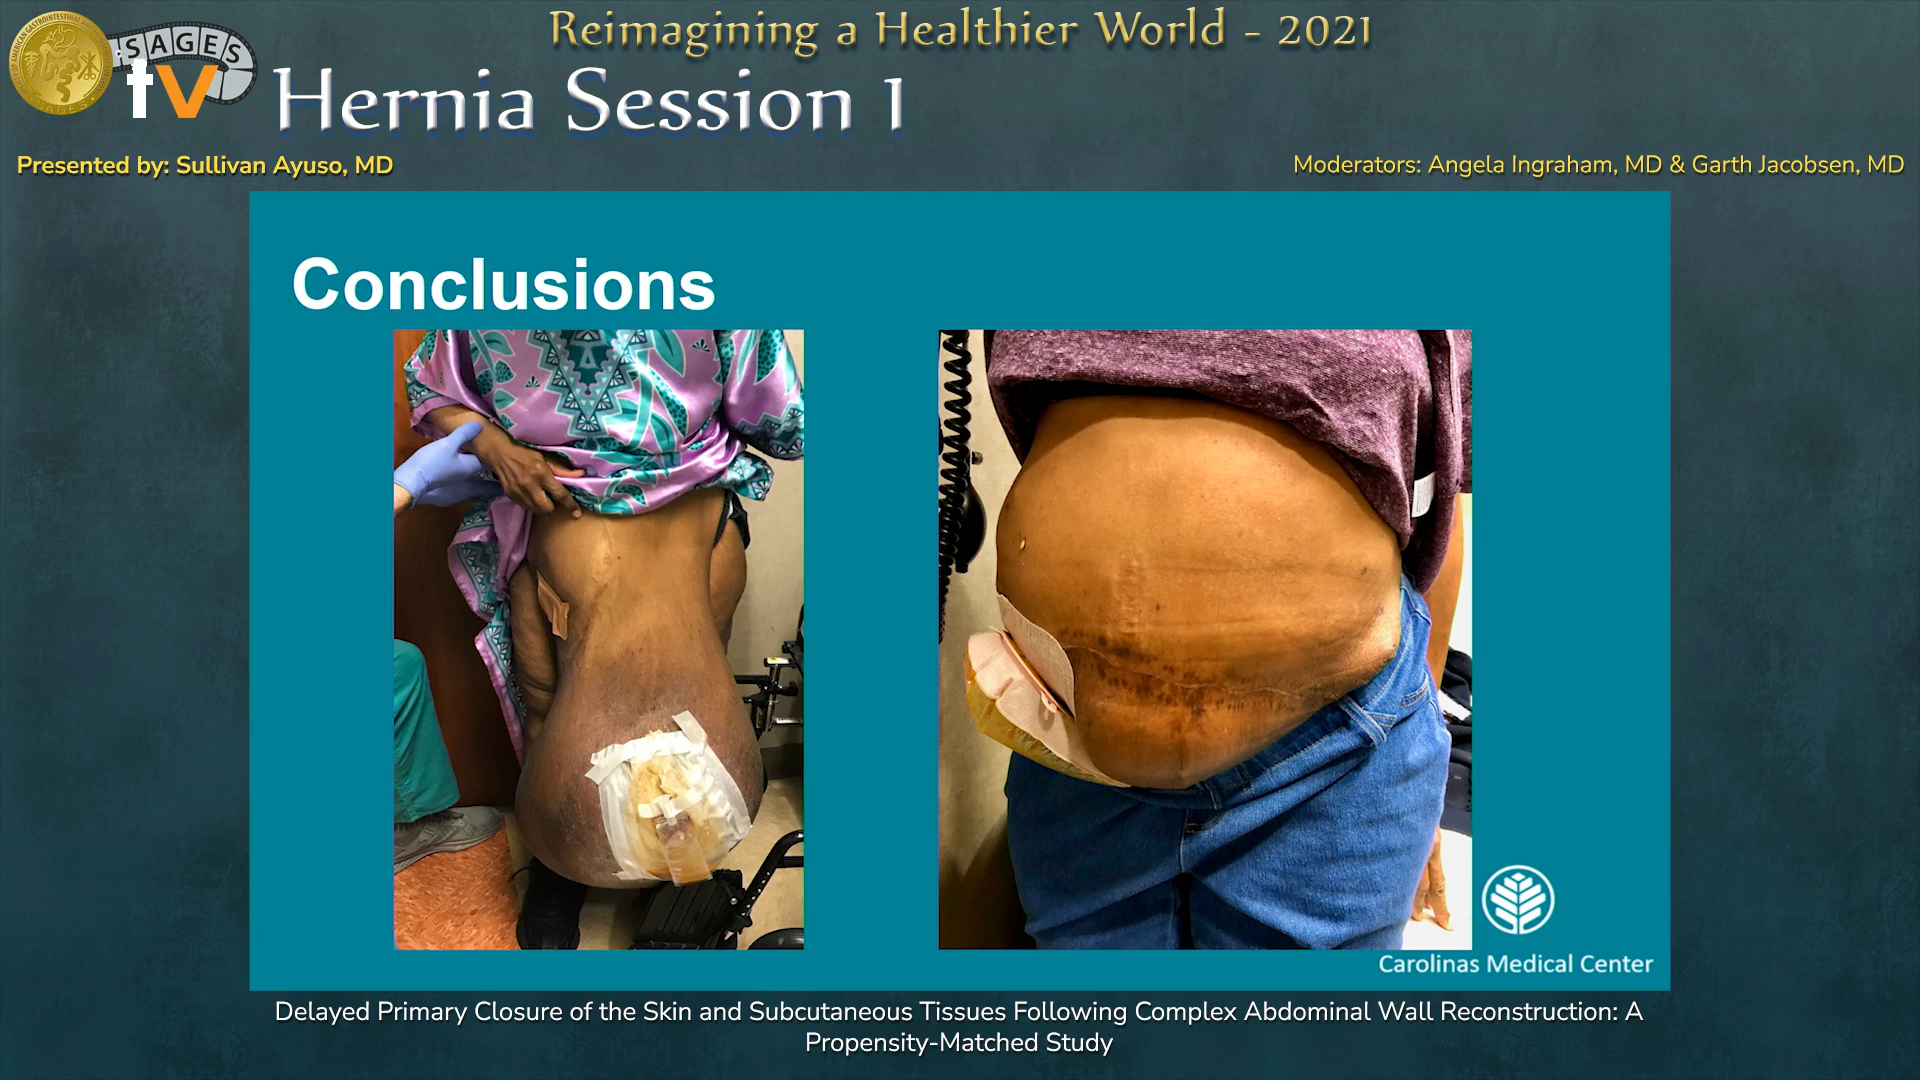 Reimagining a Healthier World - 2021
SAGES
tv
Hernia Session 1
Presented by: Sullivan Ayuso, MD
Moderators: Angela Ingraham, MD & Garth Jacobsen, MD
Conclusions
Carolinas Medical Center
Delayed Primary Closure of the Skin and Subcutaneous Tissues Following Complex Abdominal Wall Reconstruction: A
Propensity-Matched Study